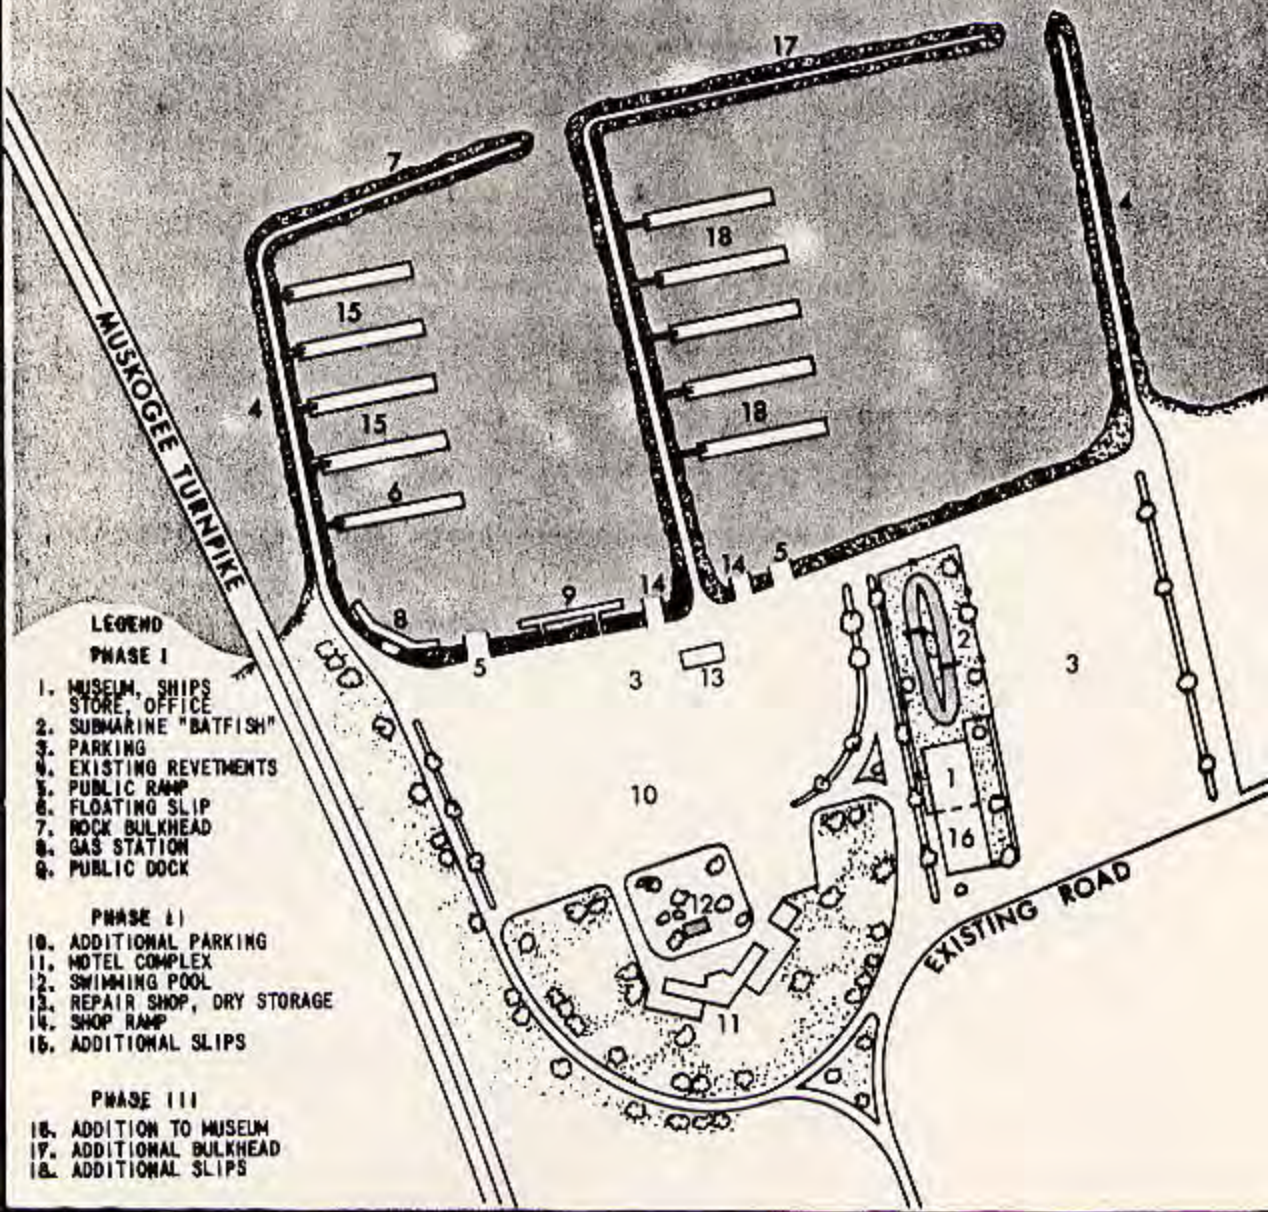 17
7
4
18
15
4
15
18
6
14
5
9
14
8
MUSKOGEE TURNPIKE
5
3
13
2
3
10
1
16
12
11
EXISTING ROAD
LEGEND
PHASE I
1. MUSEUM, SHIPS
STORE, OFFICE
2. SUBMARINE "BATFISH"
3. PARKING
4. EXISTING REVETMENTS
5. PUBLIC RAMP
6. FLOATING SLIP
7. ROCK BULKHEAD
8. GAS STATION
9. PUBLIC DOCK
PHASE II
10. ADDITIONAL PARKING
11. MOTEL COMPLEX
12. SWIMMING POOL
13. REPAIR SHOP, DRY STORAGE
14. SHOP RAMP
15. ADDITIONAL SLIPS
PHASE III
16. ADDITION TO MUSEUM
17. ADDITIONAL BULKHEAD
18. ADDITIONAL SLIPS